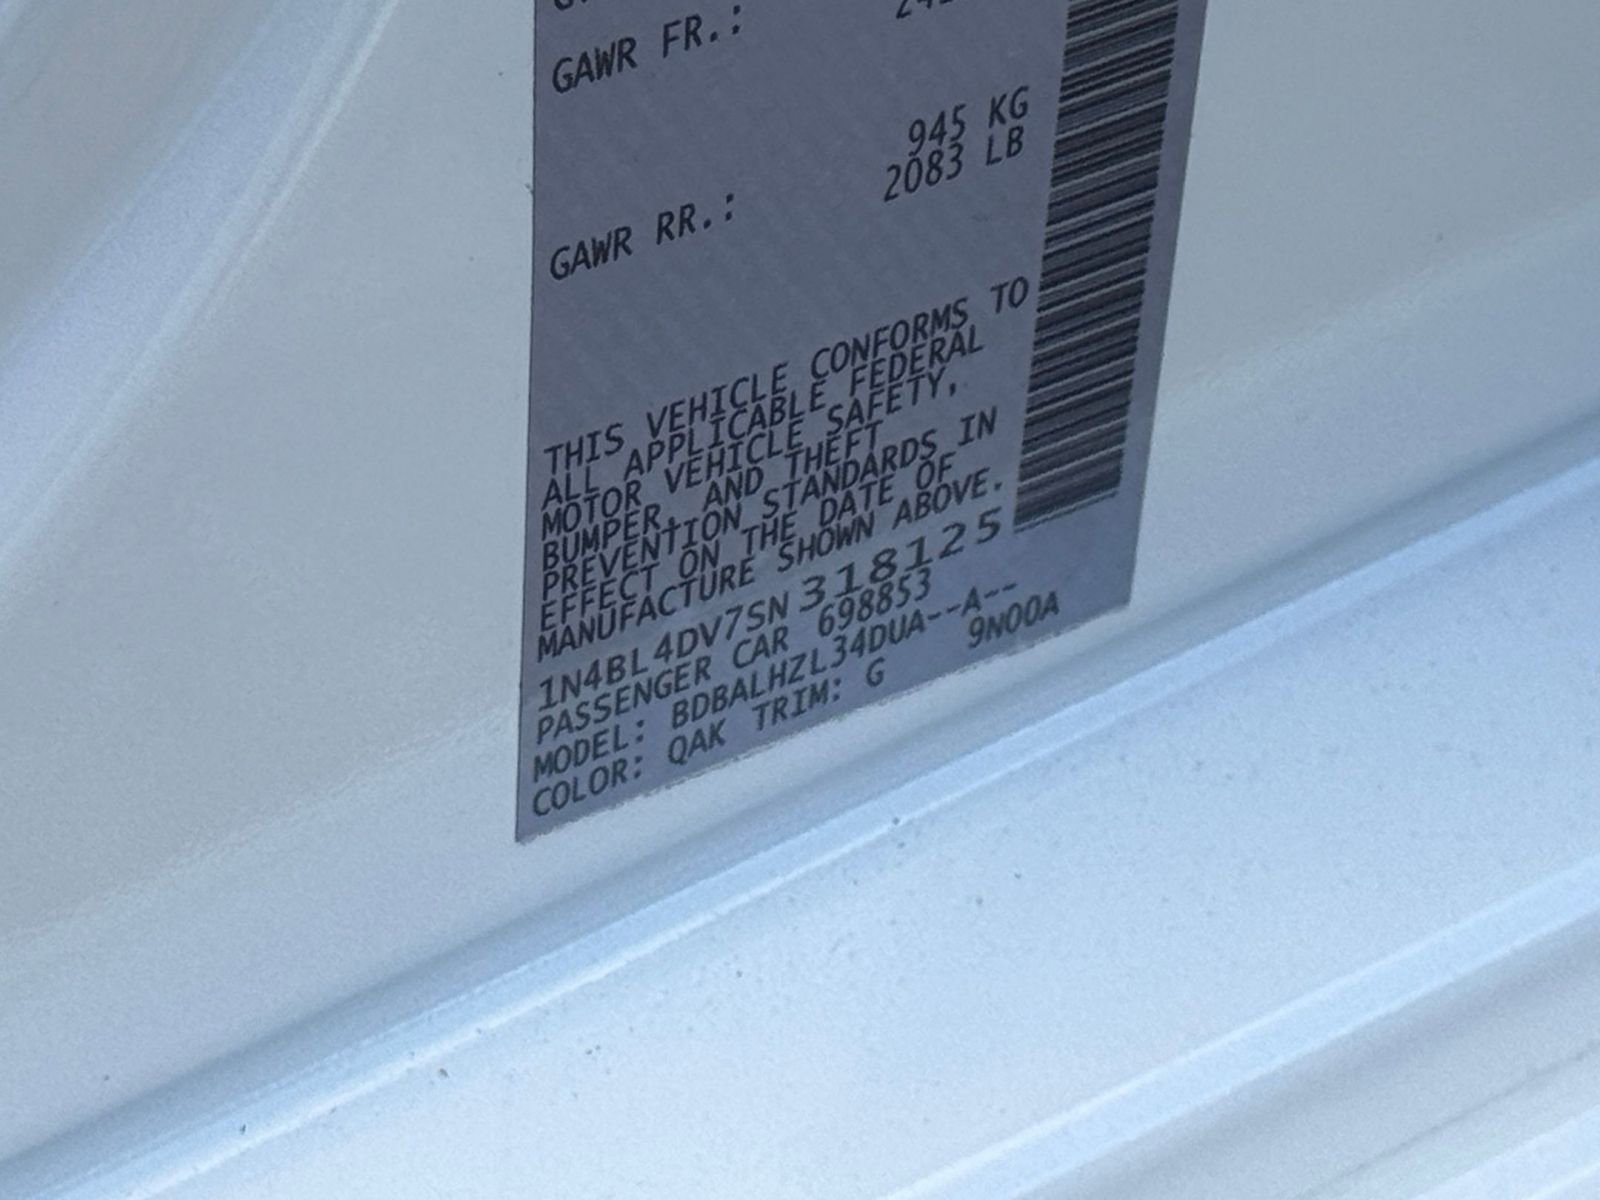 GAWR FR.:
945 KG
2083 LB
GAWR RR.:
THIS VEHICLE CONFORMS TO
ALL APPLICABLE FEDERAL
MOTOR VEHICLE SAFETY,
BUMPER, AND THEFT
PREVENTION STANDARDS IN
EFFECT ON THE DATE OF
MANUFACTURE SHOWN ABOVE.
1N4BL4DV7SN318125
PASSENGER CAR 698853
MODEL: BDBALHZL34DUA--A--
COLOR: QAK TRIM: G 9N00A